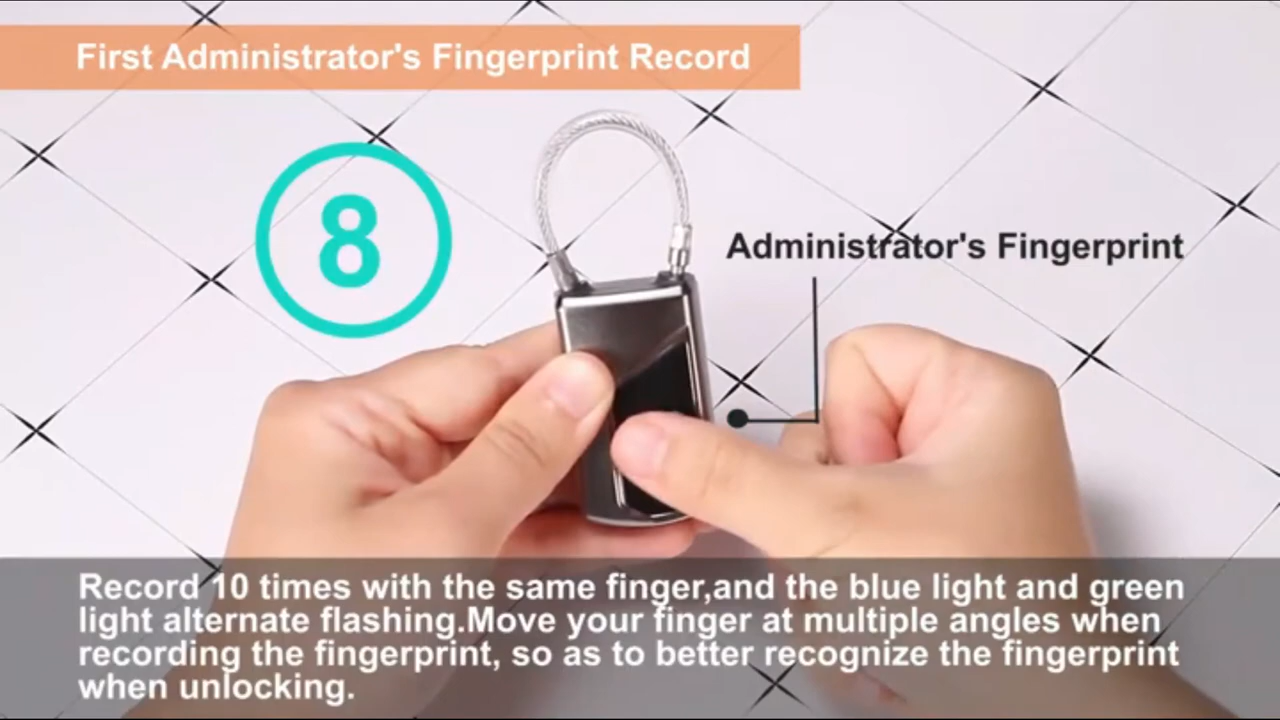 First Administrator's Fingerprint Record
8
Administrator's Fingerprint
Record 10 times with the same finger,and the blue light and green
light alternate flashing.Move your finger at multiple angles when
recording the fingerprint, so as to better recognize the fingerprint
when unlocking.